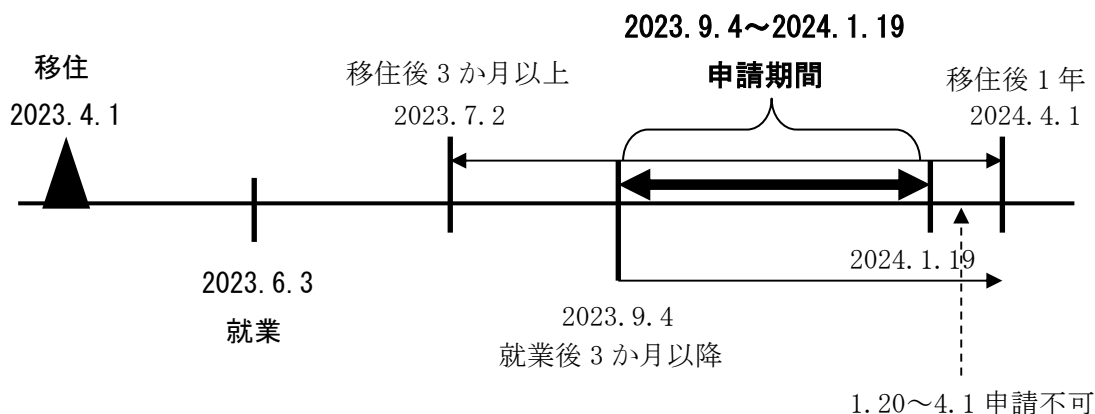 2023.9.4～2024.1.19
申請期間
移住
2023.4.1
移住後3か月以上
2023.7.2
移住後1年
2024.4.1
2023.6.3
就業
2024.1.19
2023.9.4
就業後3か月以降
1.20～4.1申請不可